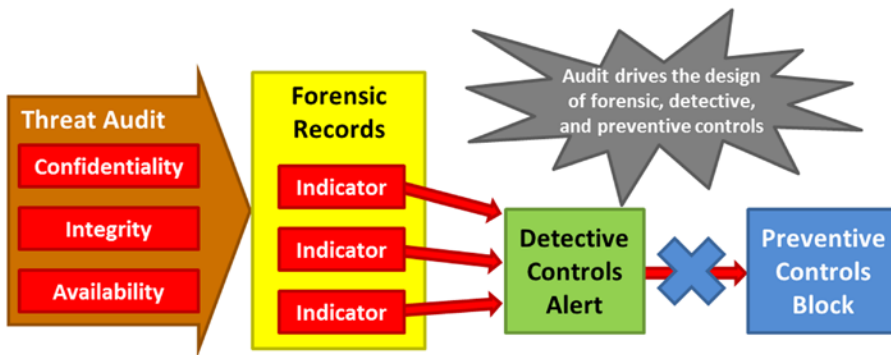 Threat Audit
Confidentiality
Integrity
Availability
Forensic
Records
Indicator
Indicator
Indicator
Audit drives the design
of forensic, detective,
and preventive controls
Detective
Controls
Alert
Preventive
Controls
Block